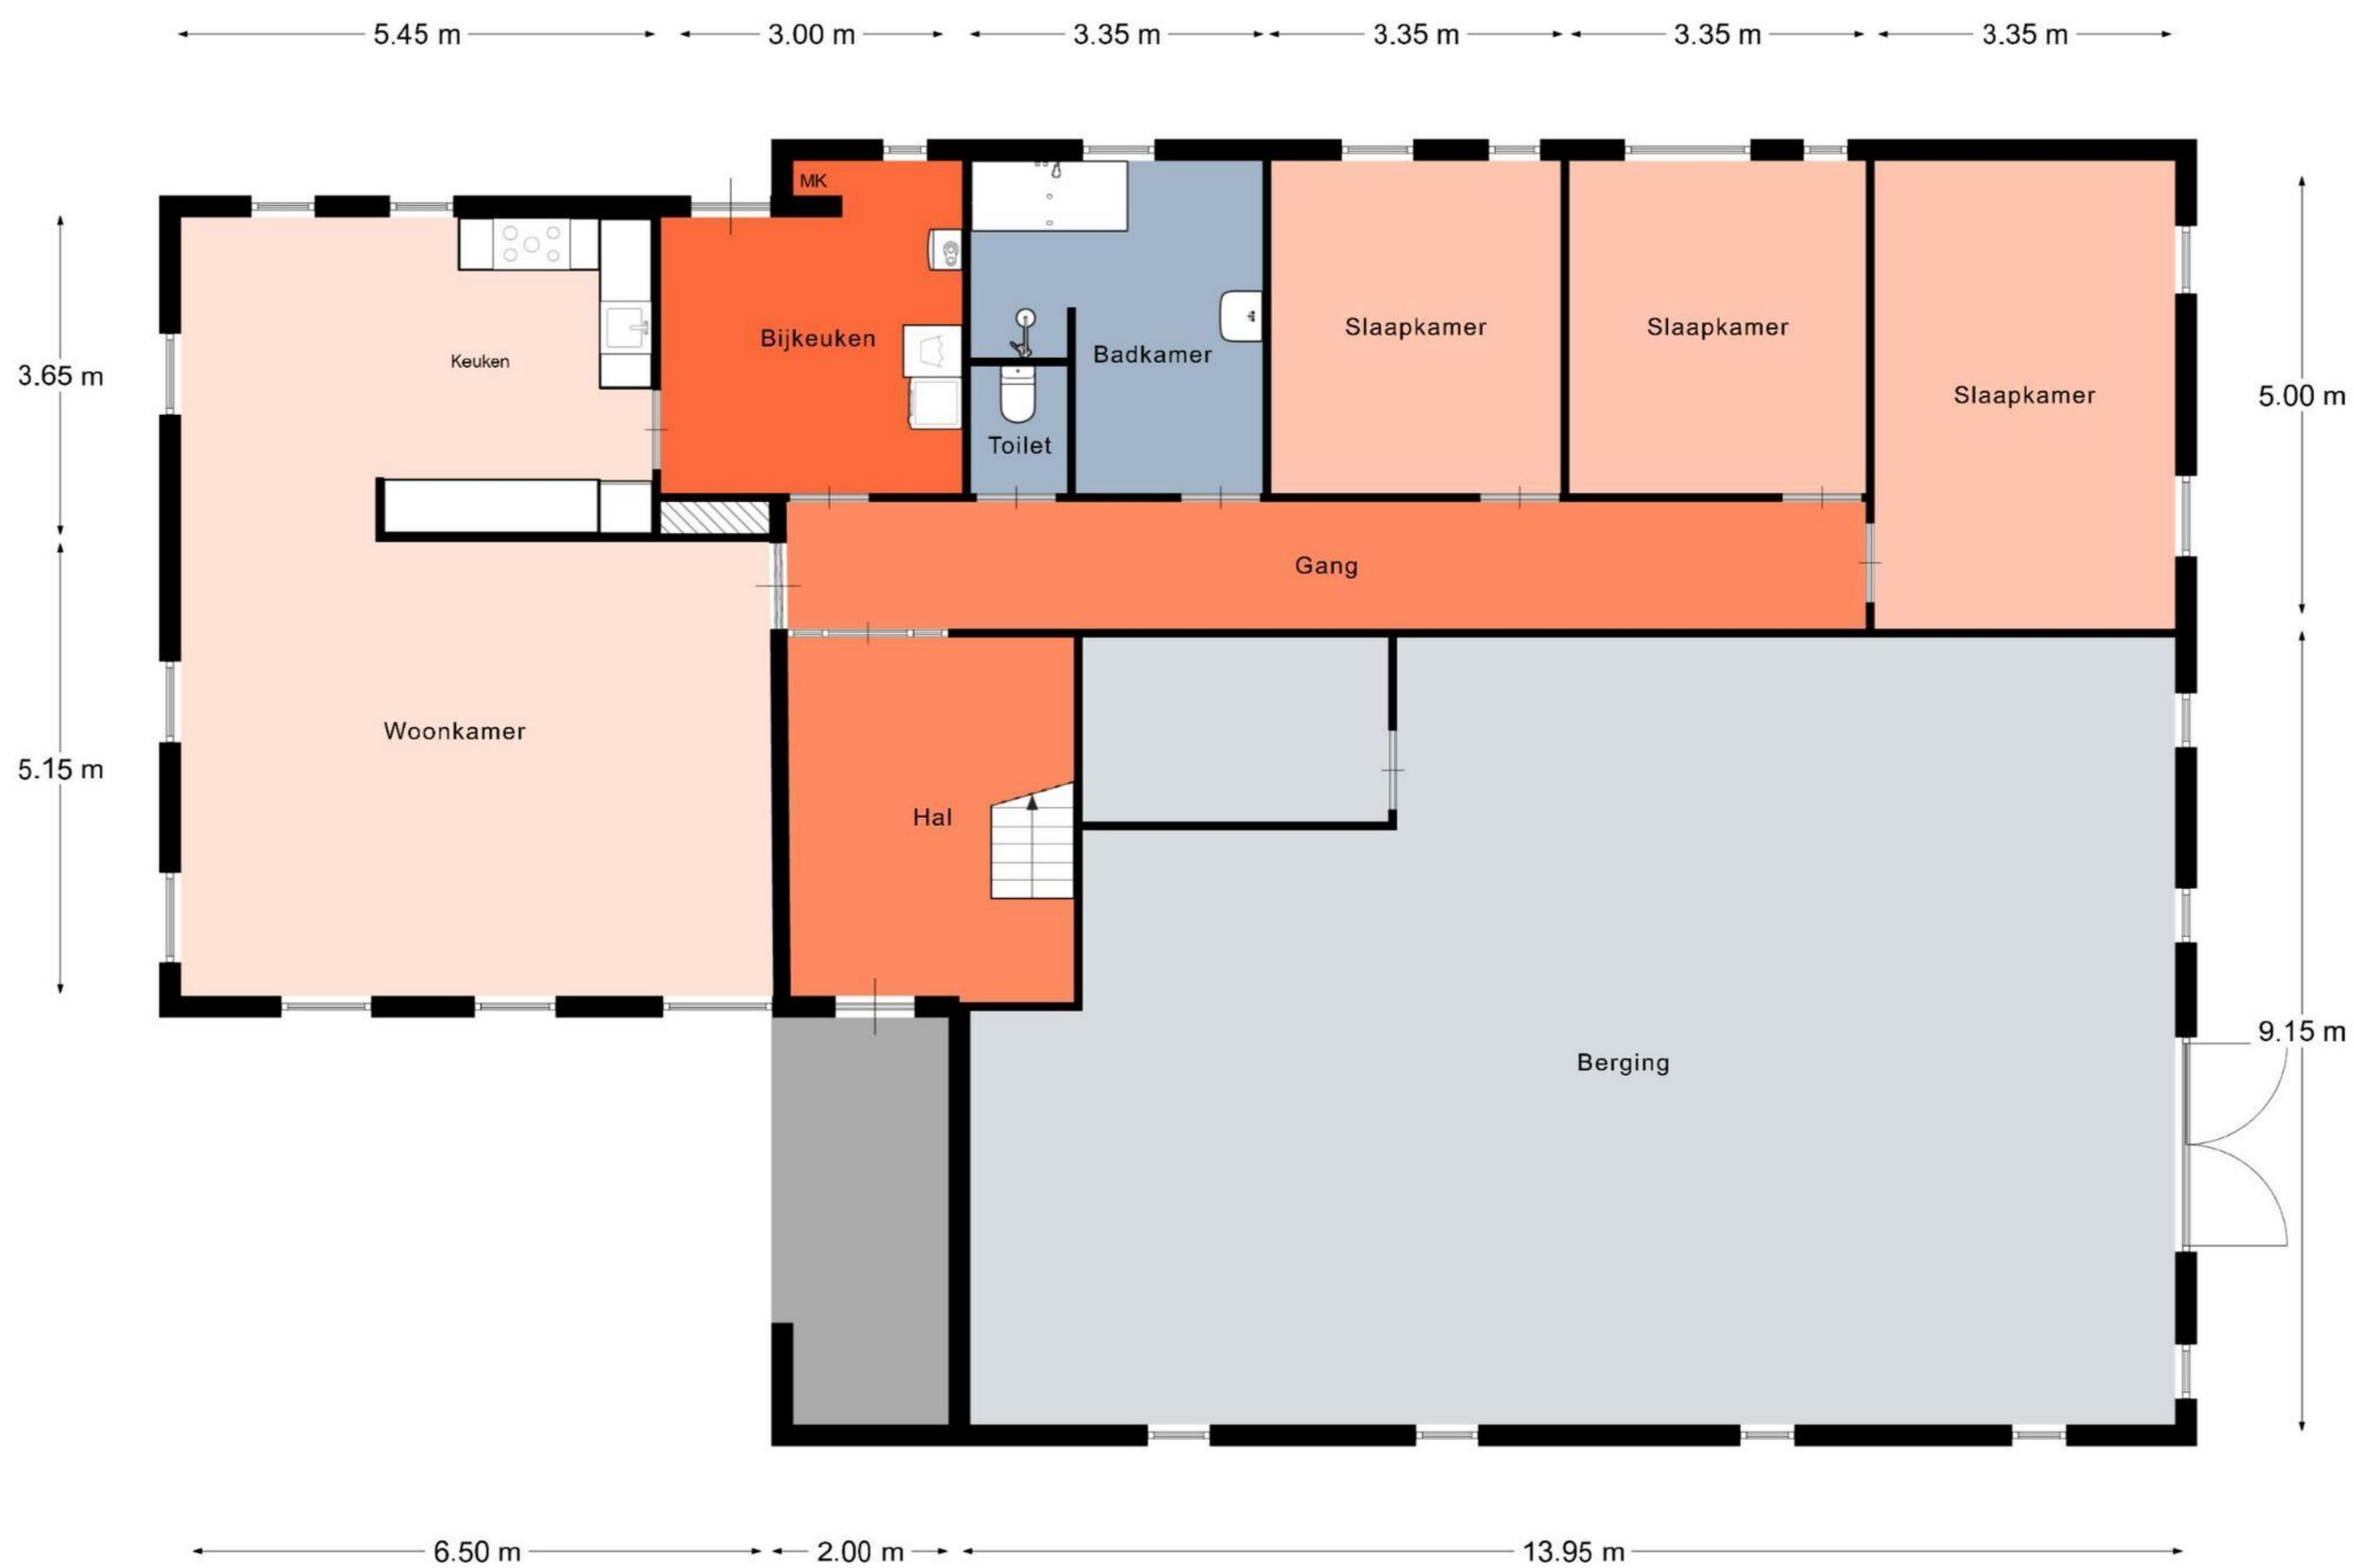 5.45 m
3.00 m
3.35 m
3.35 m
3.35 m
3.35 m
MK
Keuken
Bijkeuken
Badkamer
Toilet
Slaapkamer
Slaapkamer
Slaapkamer
3.65 m
5.00 m
Gang
Woonkamer
5.15 m
Hal
Berging
9.15 m
6.50 m
2.00 m
13.95 m